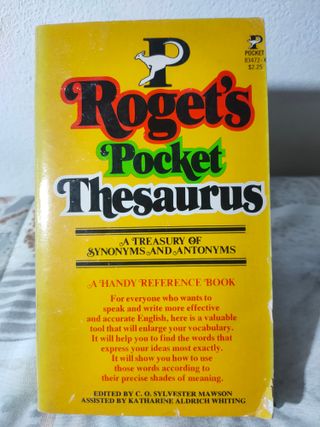 P
POCKET
83472-X
$2.25
Roget's
Pocket
Thesaurus
A TREASURY OF
SYNONYMS AND ANTONYMS
A HANDY REFERENCE BOOK
For everyone who wants to
speak and write more effective
and accurate English, here is a valuable
tool that will enlarge your vocabulary.
It will help you to find the words that
express your ideas most exactly.
It will show you how to use
those words according to
their precise shades of meaning.
EDITED BY C. O. SYLVESTER MAWSON
ASSISTED BY KATHARINE ALDRICH WHITING